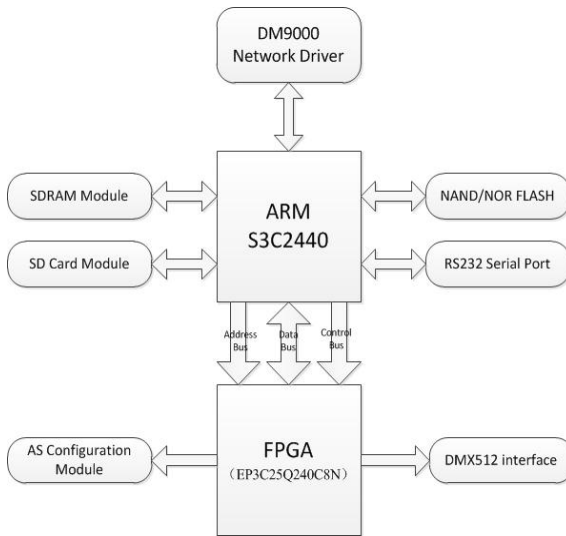 DM9000
Network Driver
SDRAM Module
ARM
S3C2440
NAND/NOR FLASH
SD Card Module
RS232 Serial Port
Address
Bus
Data
Bus
Control
Bus
AS Configuration
Module
FPGA
(EP3C25Q240C8N)
DMX512 interface